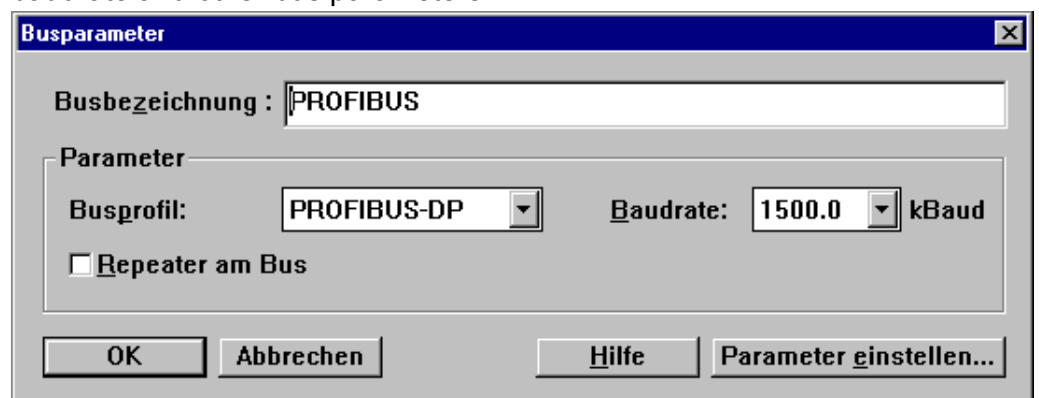 Busparameter
Busbezeichnung : PROFIBUS
Parameter
Busprofil: PROFIBUS-DP Baudrate: 1500.0 kBaud
Repeater am Bus
OK Abbrechen Hilfe Parameter einstellen...